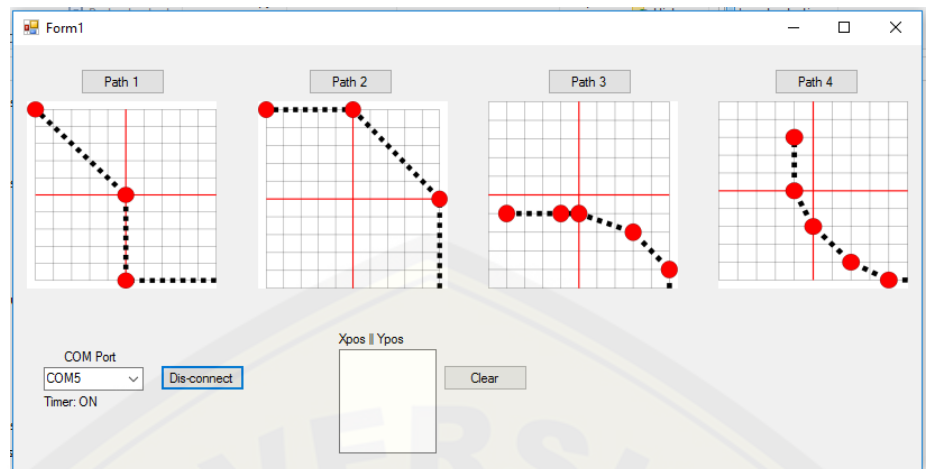 Form1
Path 1 Path 2 Path 3 Path 4
Xpos || Ypos
COM Port
COM5 Dis-connect Clear
Timer: ON